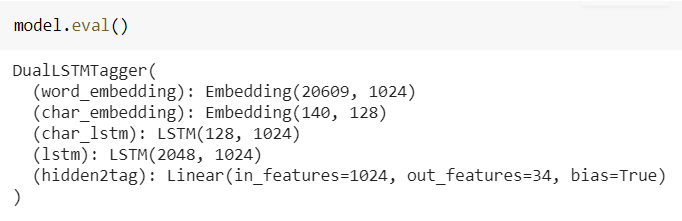 model.eval()
DualLSTMTagger(
(word_embedding): Embedding(20609, 1024)
(char_embedding): Embedding(140, 128)
(char_lstm): LSTM(128, 1024)
(lstm): LSTM(2048, 1024)
(hidden2tag): Linear(in_features=1024, out_features=34, bias=True)
)